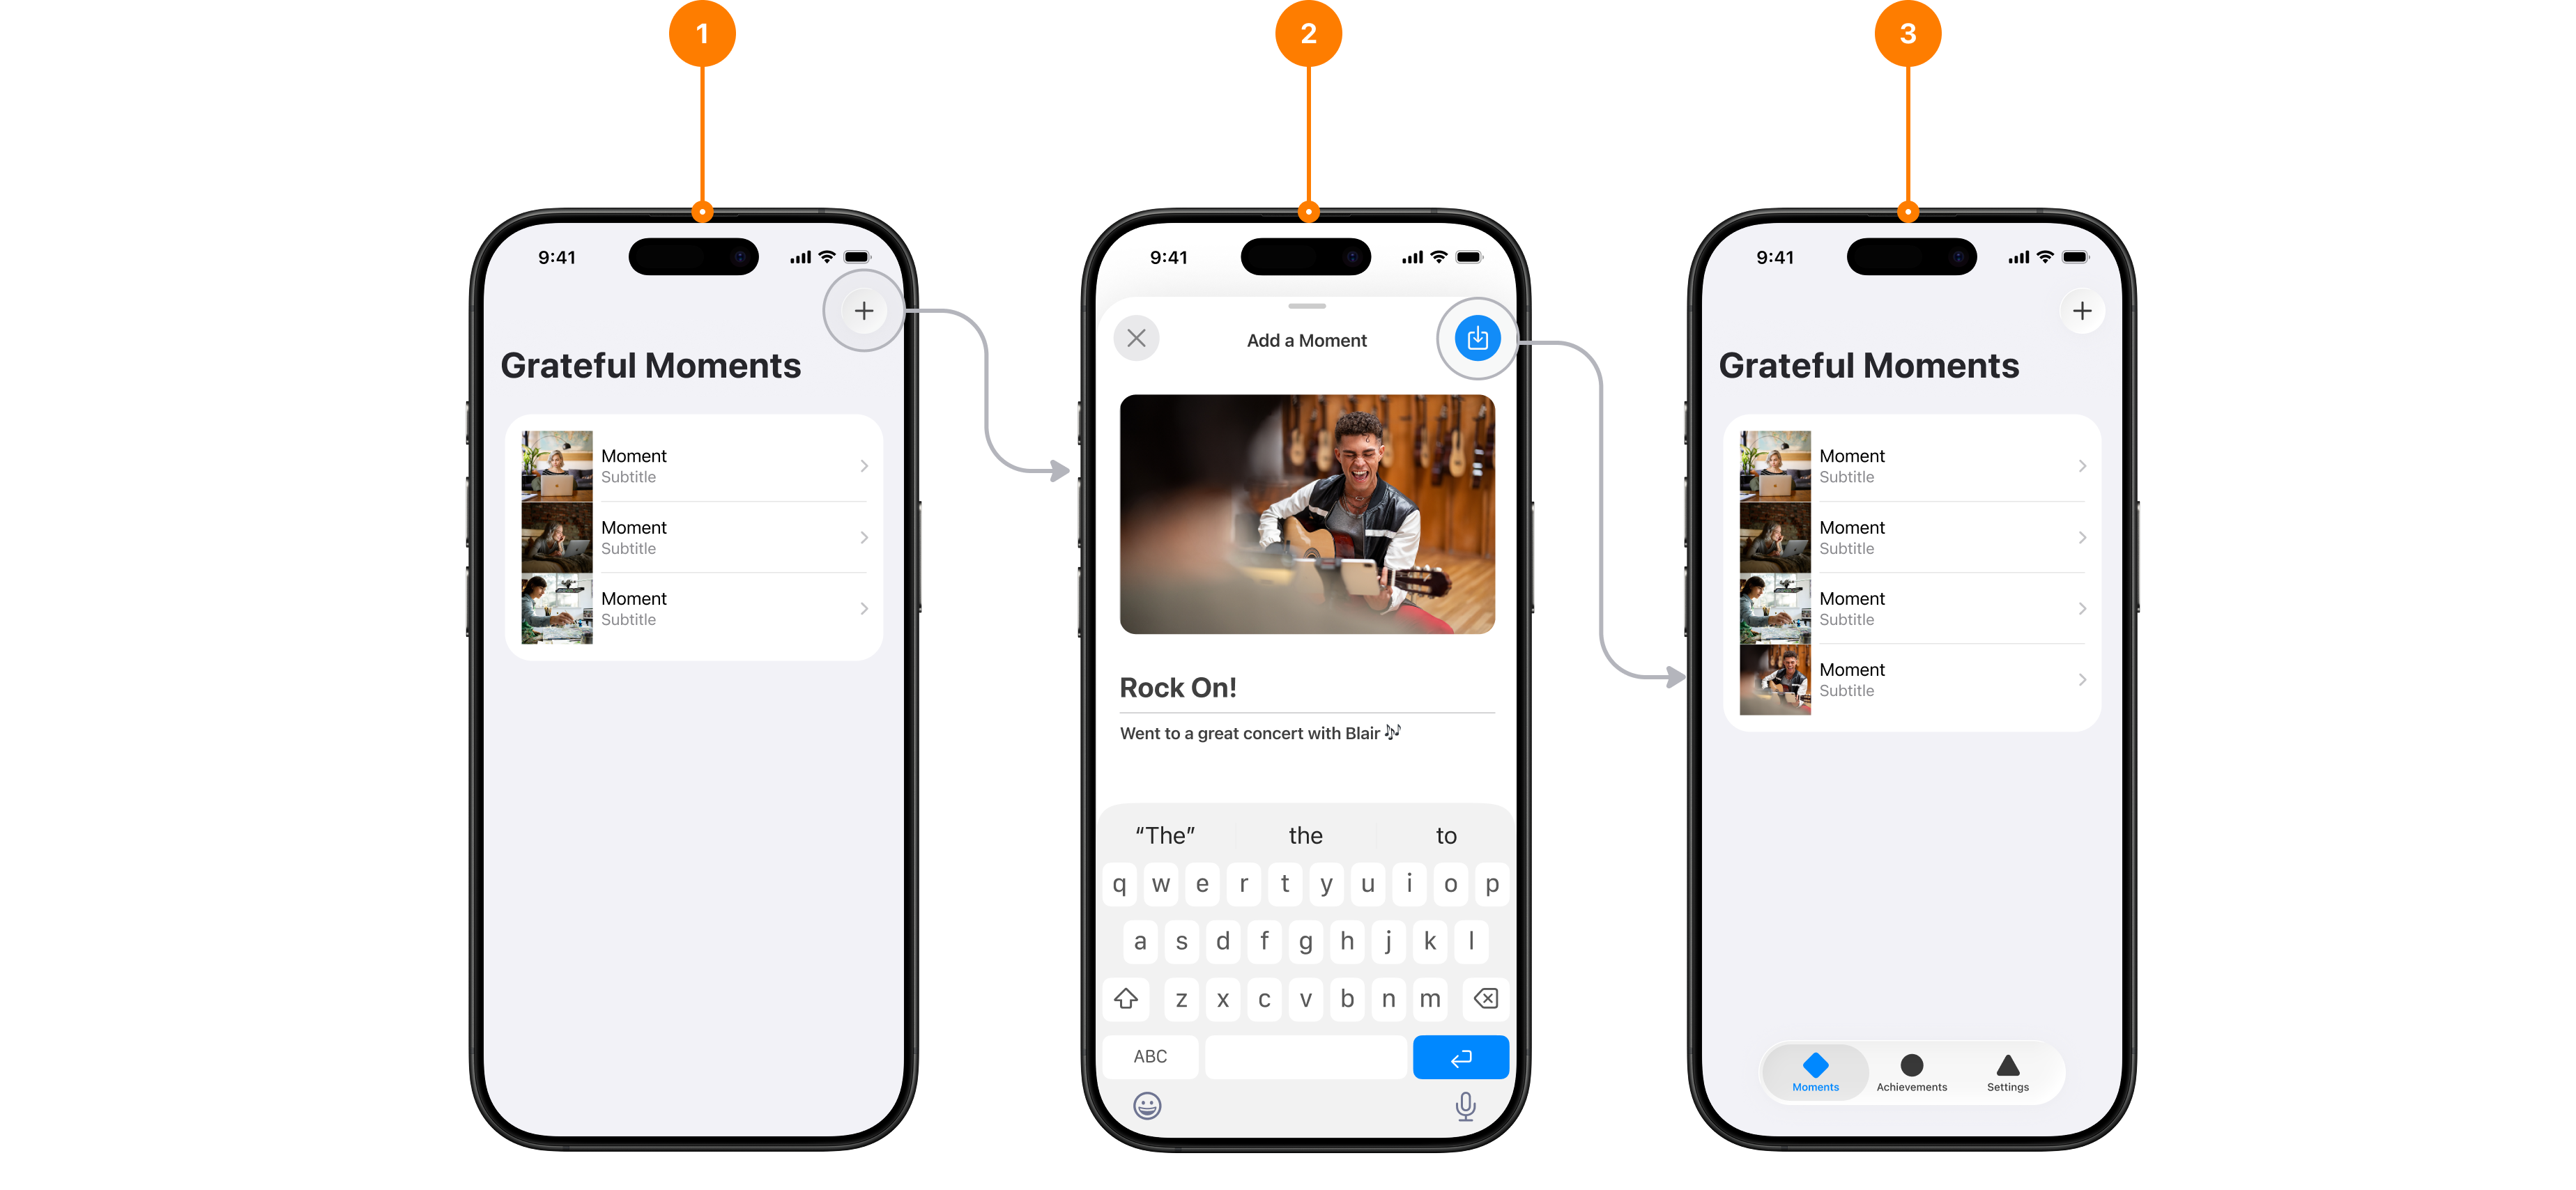 1
2
3
9:41
Grateful Moments
Moment
Subtitle
Moment
Subtitle
Moment
Subtitle
9:41
Add a Moment
Rock On!
Went to a great concert with Blair 🎶
“The” the to
q w e r t y u i o p
a s d f g h j k l
z x c v b n m
ABC
9:41
Grateful Moments
Moment
Subtitle
Moment
Subtitle
Moment
Subtitle
Moment
Subtitle
Moments Achievements Settings